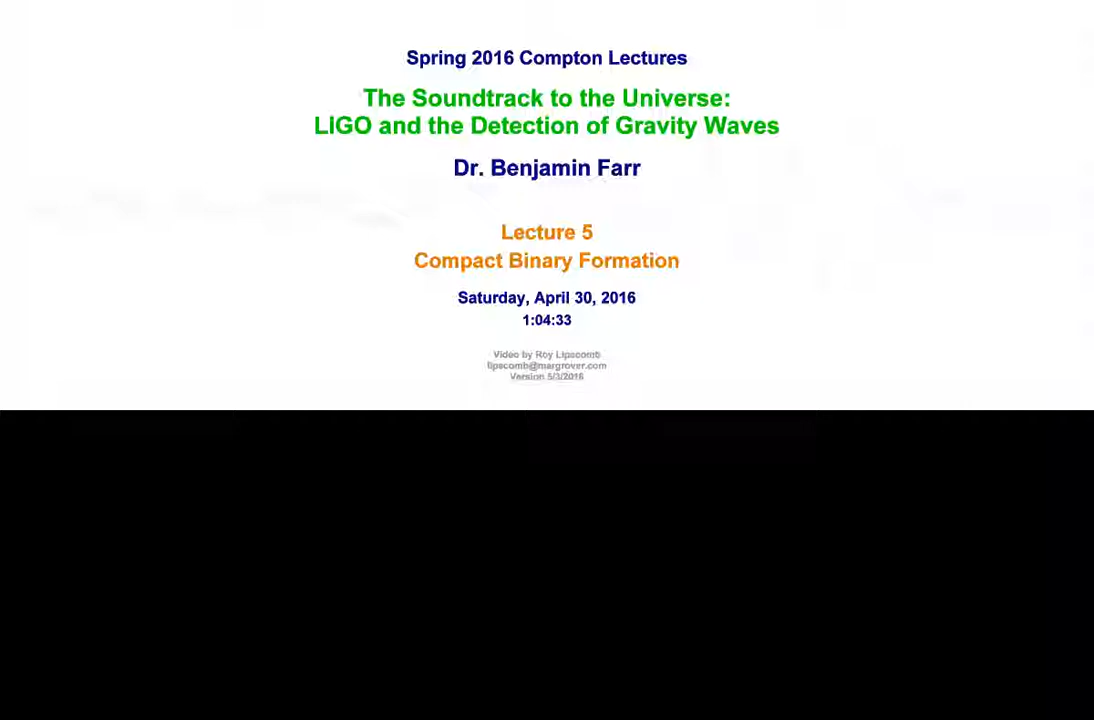 Spring 2016 Compton Lectures
The Soundtrack to the Universe:
LIGO and the Detection of Gravity Waves
Dr. Benjamin Farr
Lecture 5
Compact Binary Formation
Saturday, April 30, 2016
1:04:33
Video by Roy Lipscomb
lipscomb@margrover.com
Version 5/3/2016